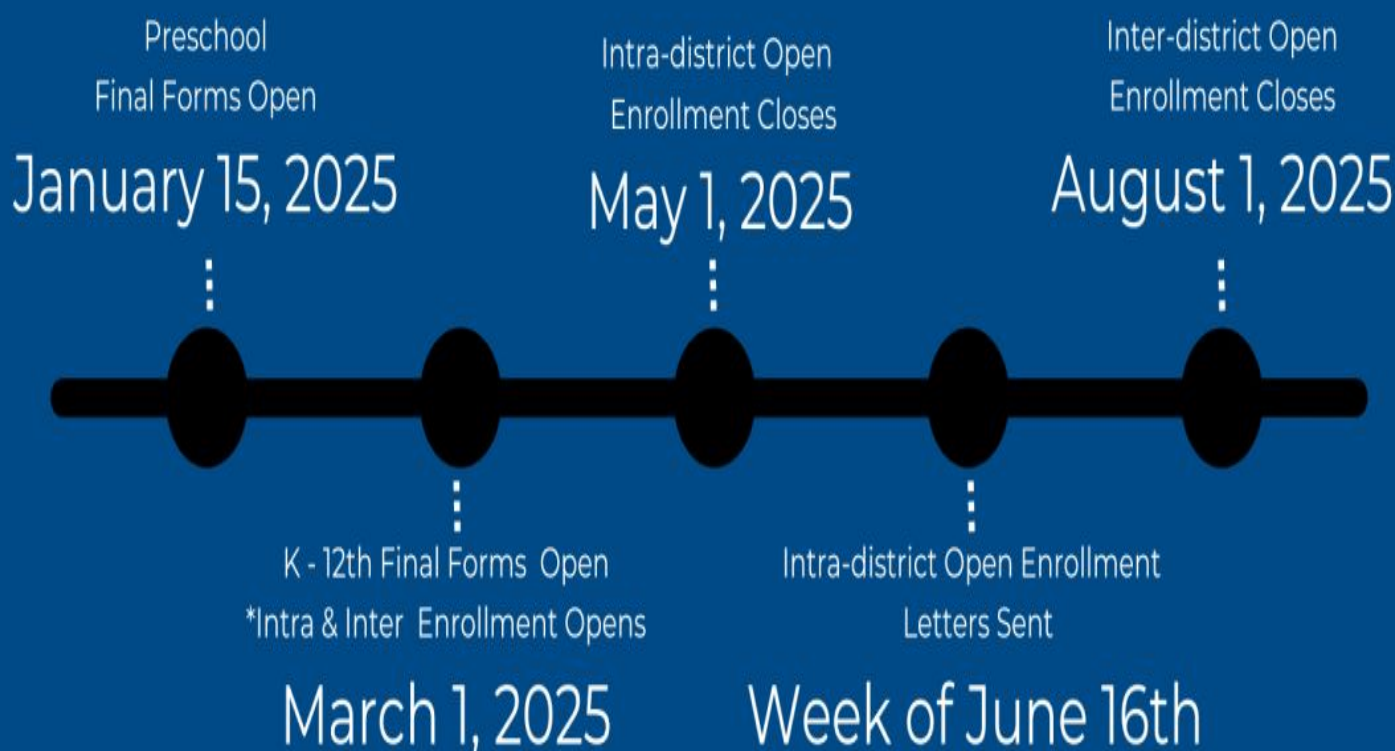 Preschool
Final Forms Open
January 15, 2025
K - 12th Final Forms Open
*Intra & Inter Enrollment Opens
March 1, 2025
Intra-district Open
Enrollment Closes
May 1, 2025
Intra-district Open Enrollment
Letters Sent
Week of June 16th
Inter-district Open
Enrollment Closes
August 1, 2025